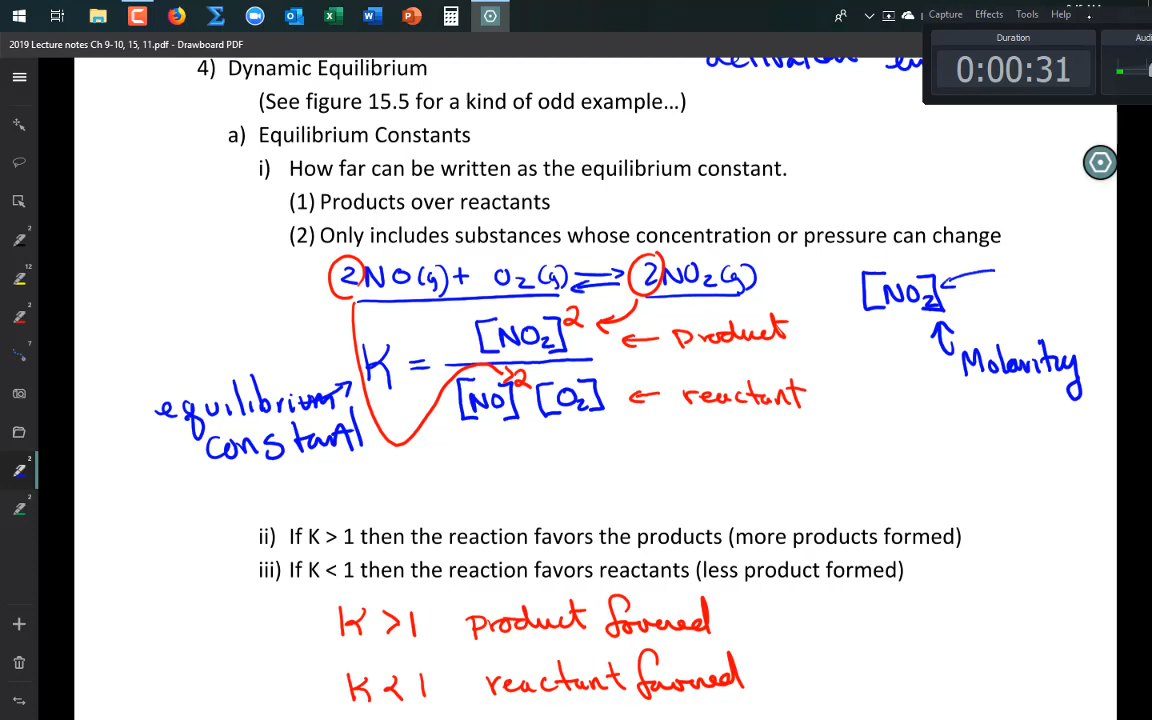 Capture Effects Tools Help
2019 Lecture notes Ch 9-10, 15, 11.pdf - Drawboard PDF
Duration Audi
0:00:31
4) Dynamic Equilibrium
(See figure 15.5 for a kind of odd example...)
a) Equilibrium Constants
i) How far can be written as the equilibrium constant.
(1) Products over reactants
(2) Only includes substances whose concentration or pressure can change
2NO(g) + O2(g) ⇌ 2NO2(g)
[NO2]
[NO2]2 ← product
K =
[NO]2 [O2] ← reactant
Molarity
equilibrium
constant
ii) If K > 1 then the reaction favors the products (more products formed)
iii) If K < 1 then the reaction favors reactants (less product formed)
K > 1 product favored
K < 1 reactant favored